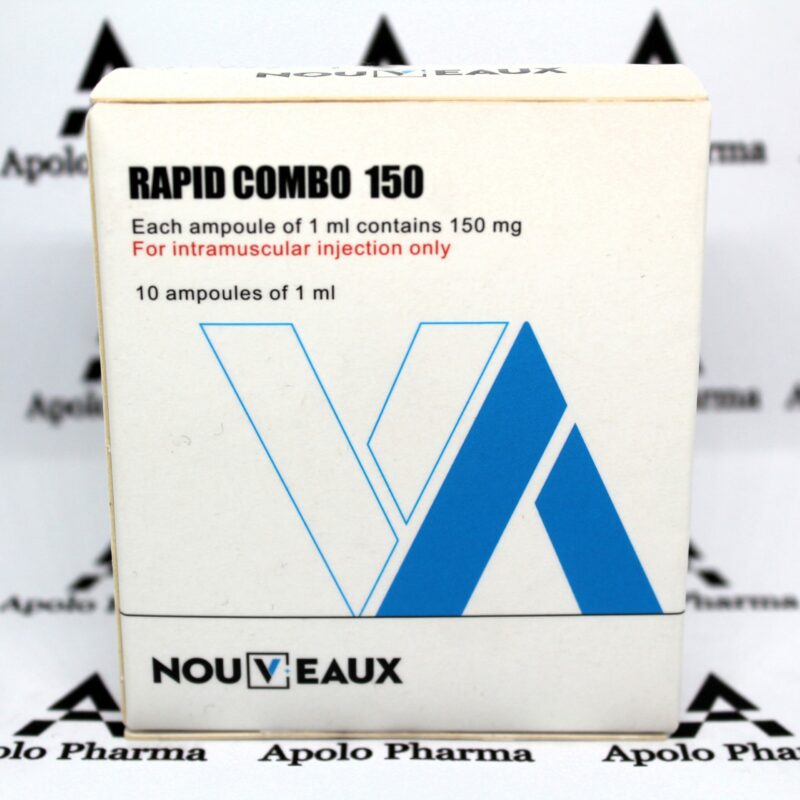 NOUVEAUX
RAPID COMBO 150
Each ampoule of 1 ml contains 150 mg
For intramuscular injection only
10 ampoules of 1 ml
NOUVEAUX
Apolo
Pharma
Apolo
Pharma
Apolo Pharma
Apolo Pharma
Apolo Pharma
Apolo Pharma